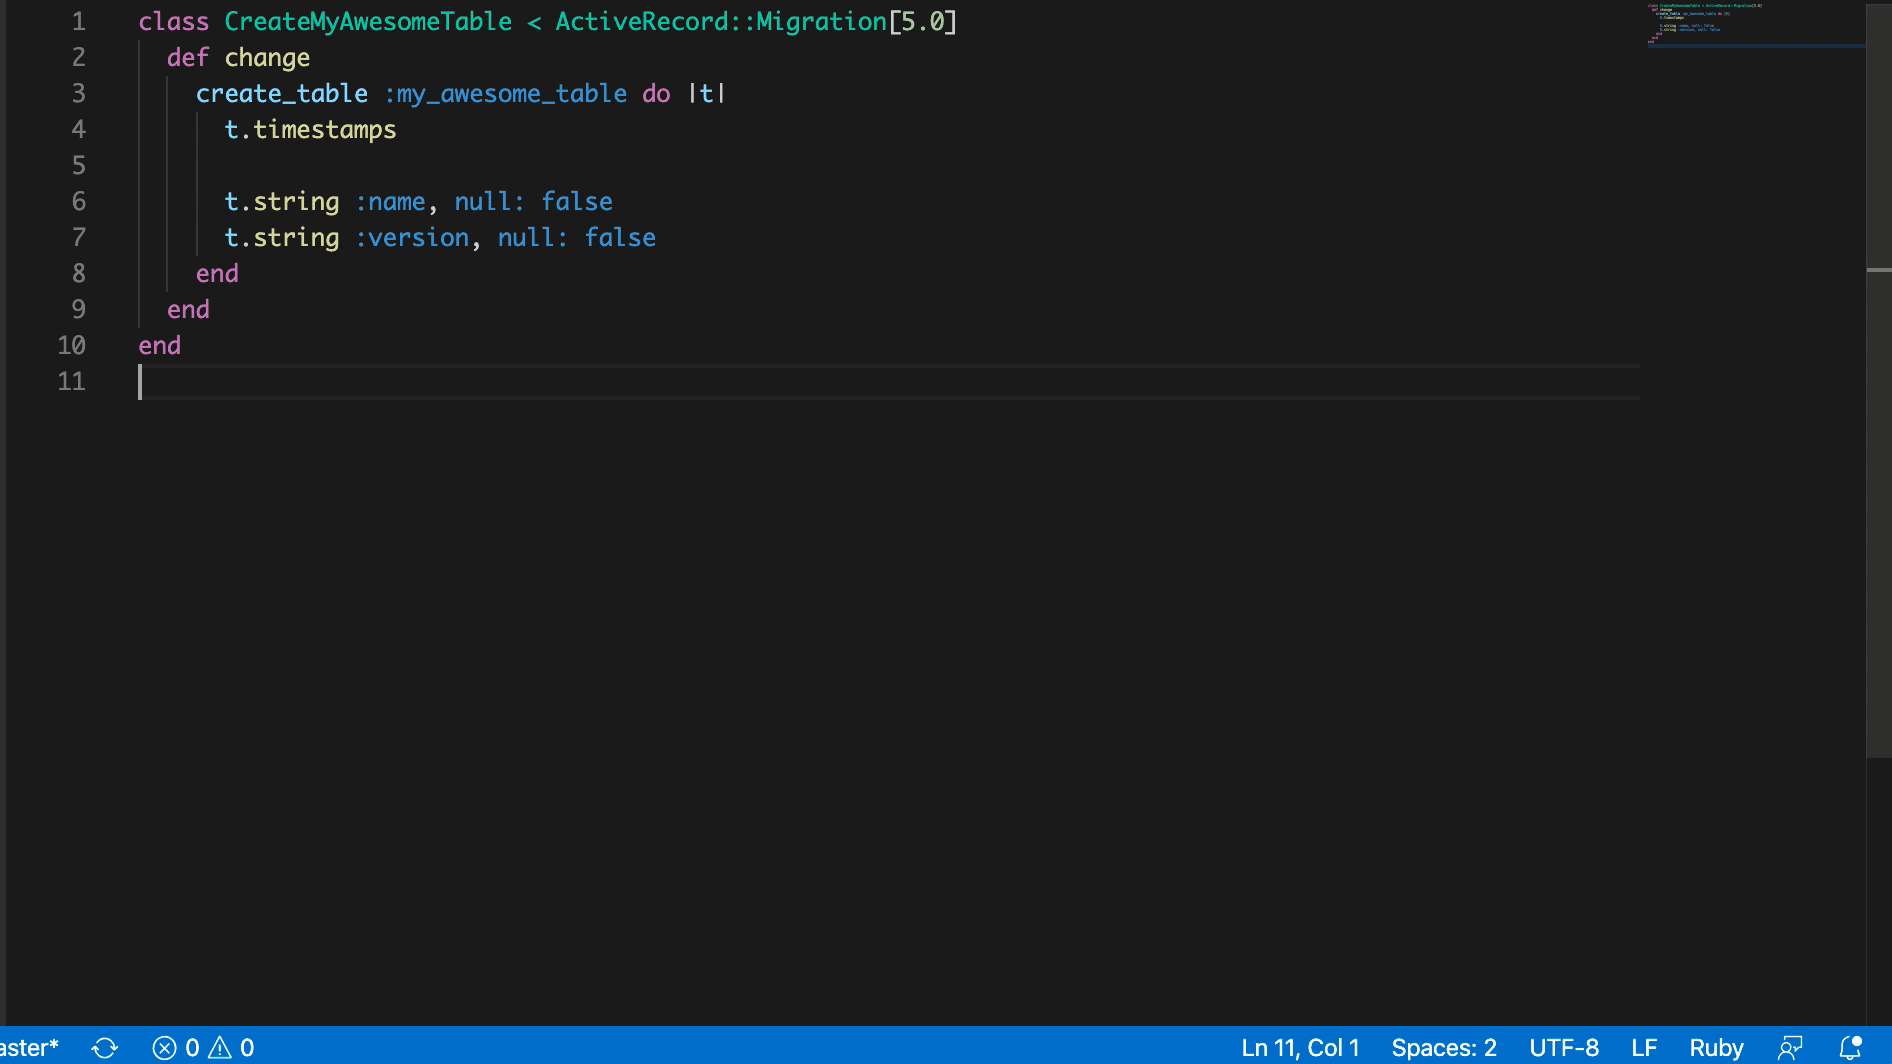 1 class CreateMyAwesomeTable < ActiveRecord::Migration[5.0]
2   def change
3     create_table :my_awesome_table do |t|
4       t.timestamps
5
6       t.string :name, null: false
7       t.string :version, null: false
8     end
9   end
10 end
11
aster* 0 0 Ln 11, Col 1 Spaces: 2 UTF-8 LF Ruby